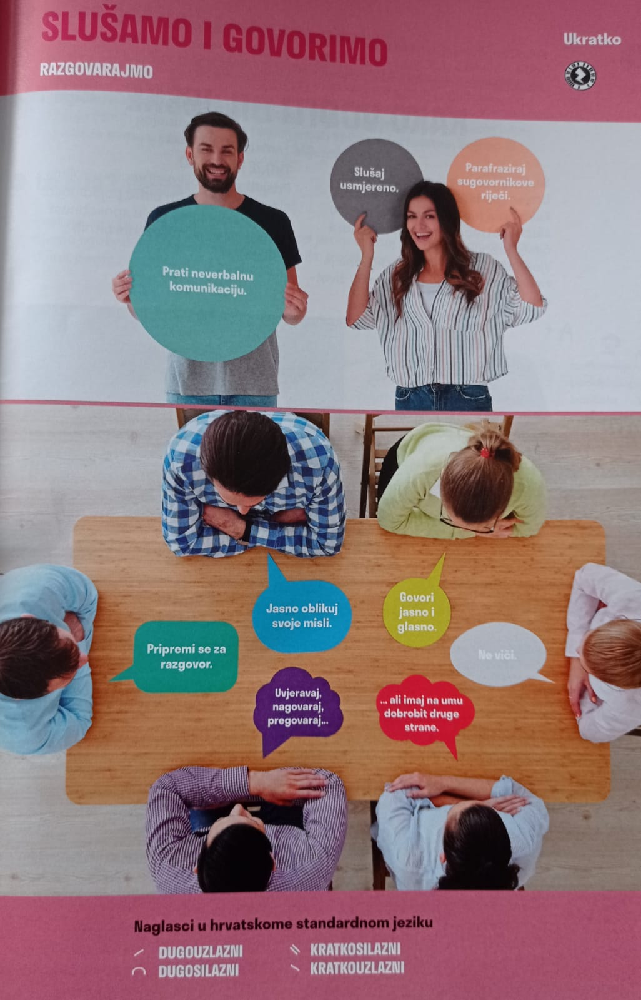 SLUŠAMO I GOVORIMO
Ukratko
RAZGOVARAJMO
Slušaj
usmjereno.
Parafraziraj
sugovornikove
riječi.
Prati neverbalnu
komunikaciju.
Jasno oblikuj
svoje misli.
Govori
jasno i
glasno.
Pripremi se za
razgovor.
Ne viči.
Uvjeravaj,
nagovaraj,
pregovaraj...
... ali imaj na umu
dobrobit druge
strane.
Naglasci u hrvatskome standardnom jeziku
DUGOUZLAZNI
KRATKOSILAZNI
DUGOSILAZNI
KRATKOUZLAZNI